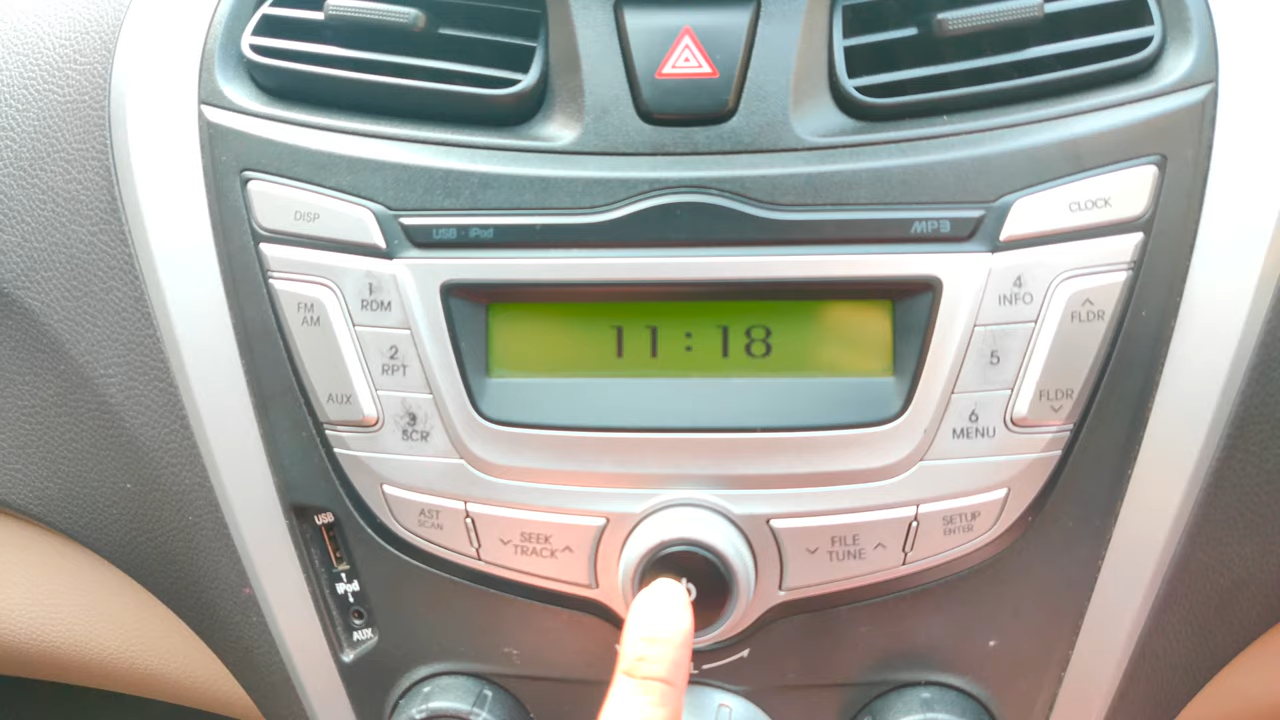 DISP
USB · iPod
MP3
CLOCK
FM
AM
AUX
1
RDM
2
RPT
3
SCR
11:18
4
INFO
5
6
MENU
FLDR
FLDR
AST
SCAN
SEEK
TRACK
FILE
TUNE
SETUP
ENTER
USB
iPod
AUX